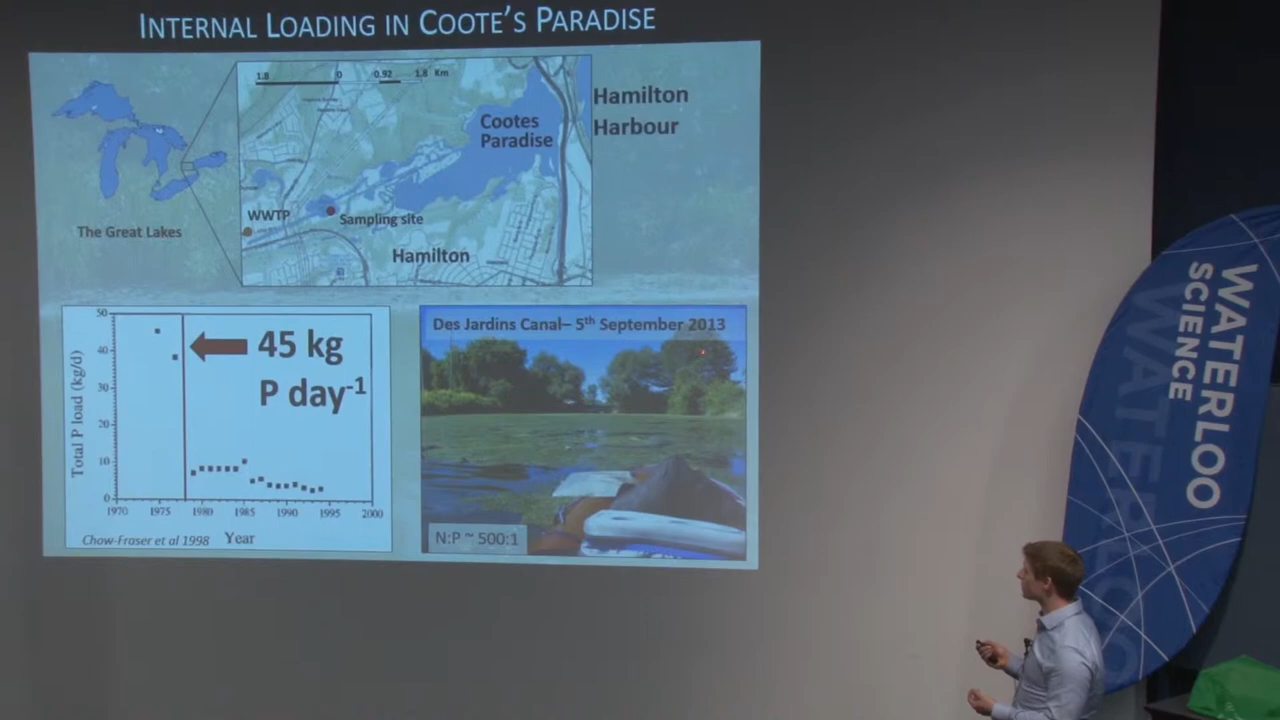 INTERNAL LOADING IN COOTE'S PARADISE
1.8 0 0.92 1.8 Km
Hamilton
Harbour
Cootes
Paradise
WWTP
Sampling site
The Great Lakes
Hamilton
50
40
30
20
10
0
Total P load (kg/d)
45 kg
P day-1
1970 1975 1980 1985 1990 1995 2000
Chow-Fraser et al 1998
Year
Des Jardins Canal– 5th September 2013
N:P ~ 500:1
WATERLOO
SCIENCE
WATERLOO